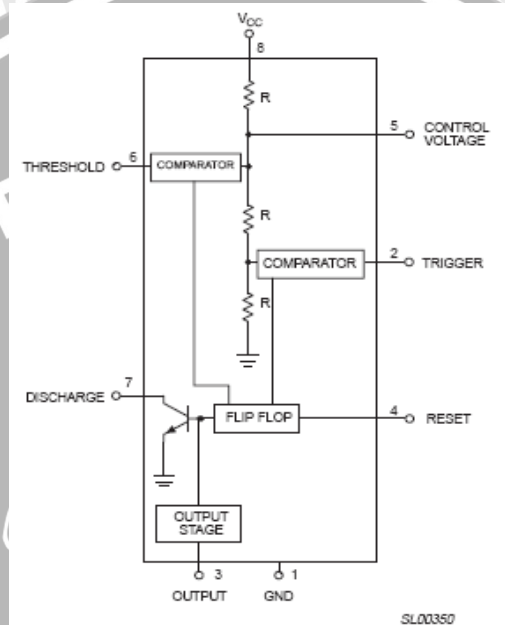 VCC
8
R
5 CONTROL
VOLTAGE
THRESHOLD 6 COMPARATOR
R
COMPARATOR 2 TRIGGER
R
7
DISCHARGE
FLIP FLOP 4 RESET
OUTPUT
STAGE
3 1
OUTPUT GND
SL00350